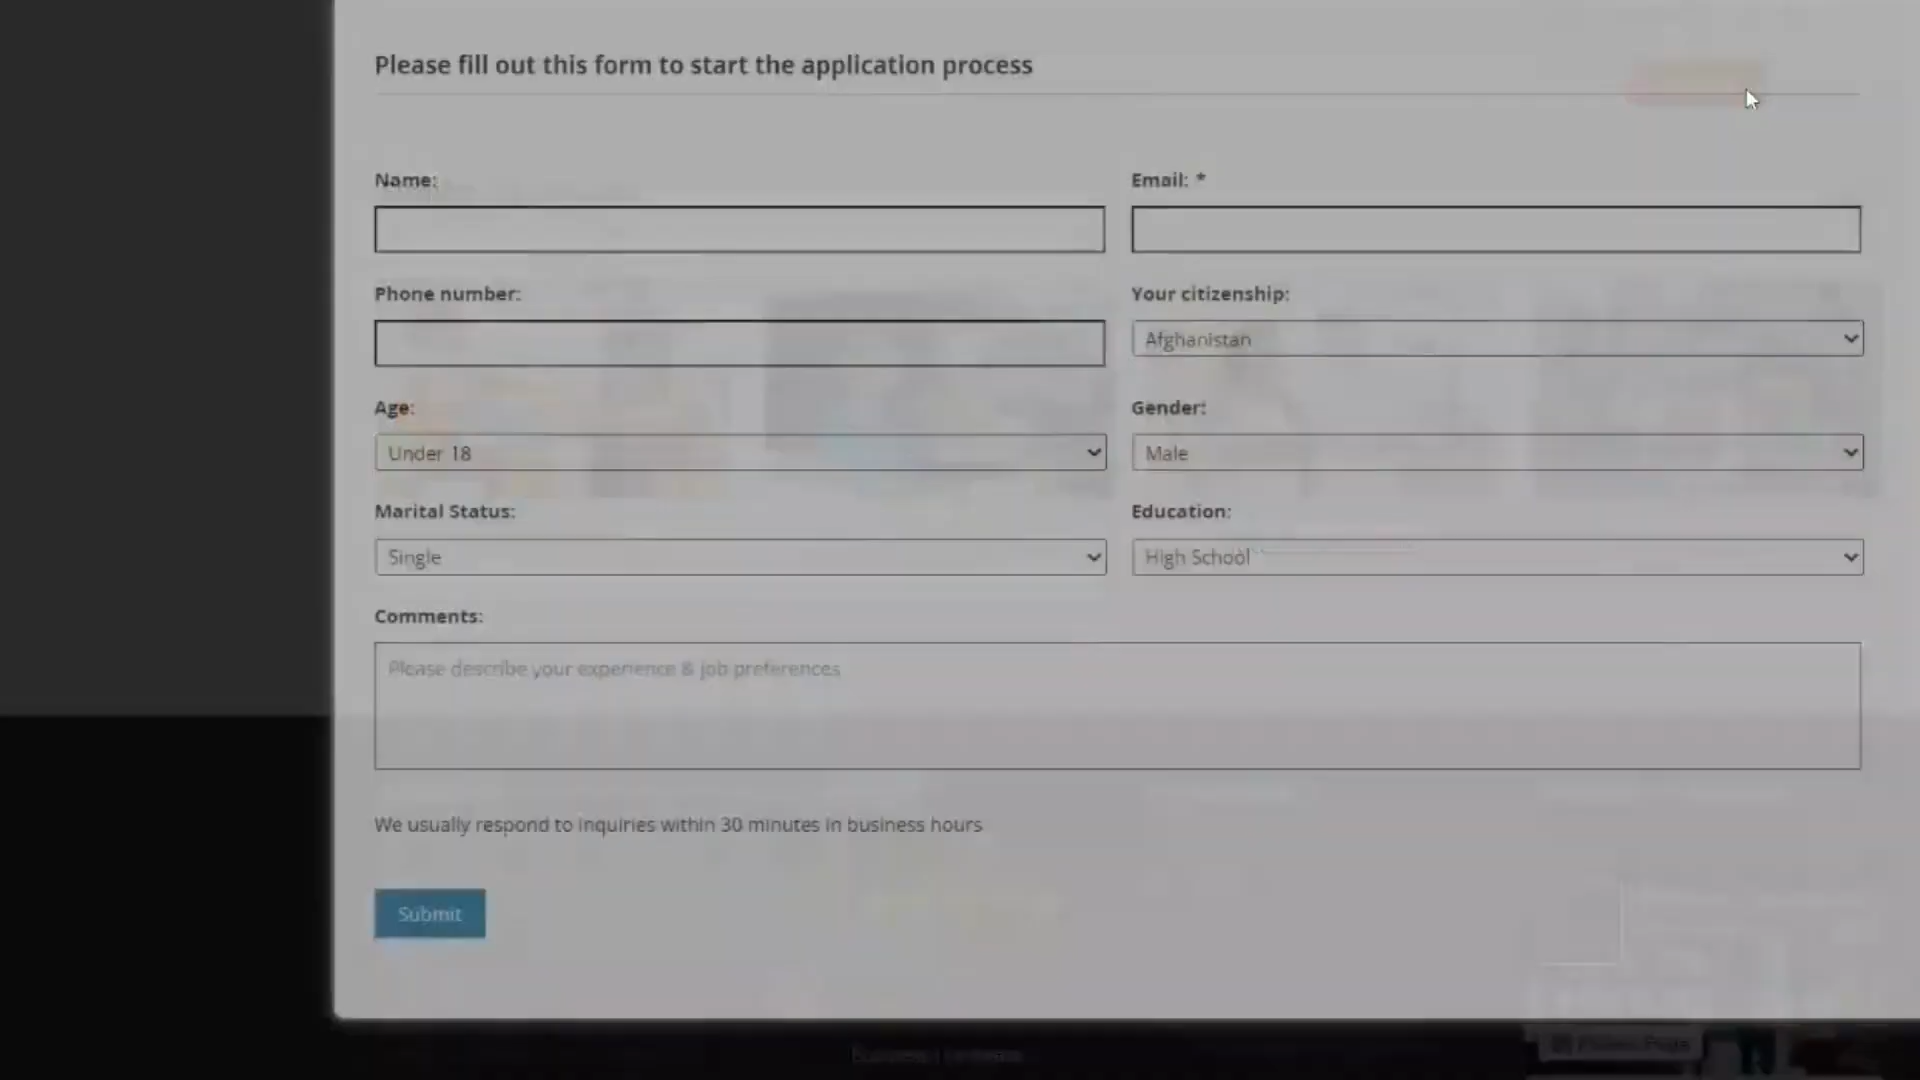 Please fill out this form to start the application process
Name:
Email: *
Phone number:
Your citizenship:
Afghanistan
Age:
Gender:
Under 18
Male
Marital Status:
Education:
Single
High School
Comments:
Please describe your experience & job preferences
We usually respond to inquiries within 30 minutes in business hours
Submit